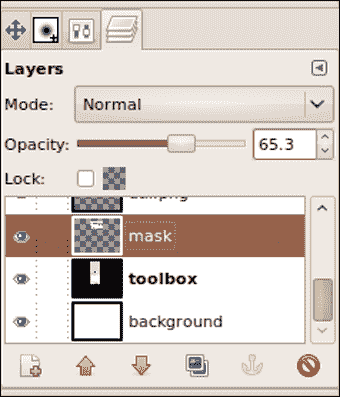 Layers
Mode: Normal
Opacity: 65.3
Lock:
mask
toolbox
background